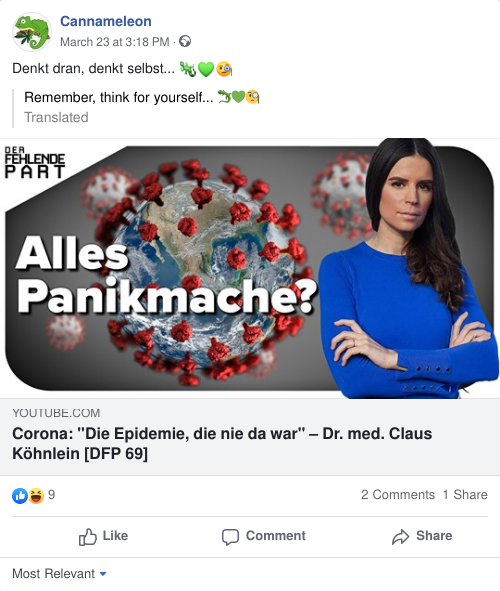 Cannameleon
March 23 at 3:18 PM ·
Denkt dran, denkt selbst... 🦎💚🧐
Remember, think for yourself... 🦎💚🧐
Translated
DER
FEHLENDE
PART
Alles
Panikmache?
YOUTUBE.COM
Corona: "Die Epidemie, die nie da war" – Dr. med. Claus
Köhnlein [DFP 69]
9
2 Comments 1 Share
Like
Comment
Share
Most Relevant